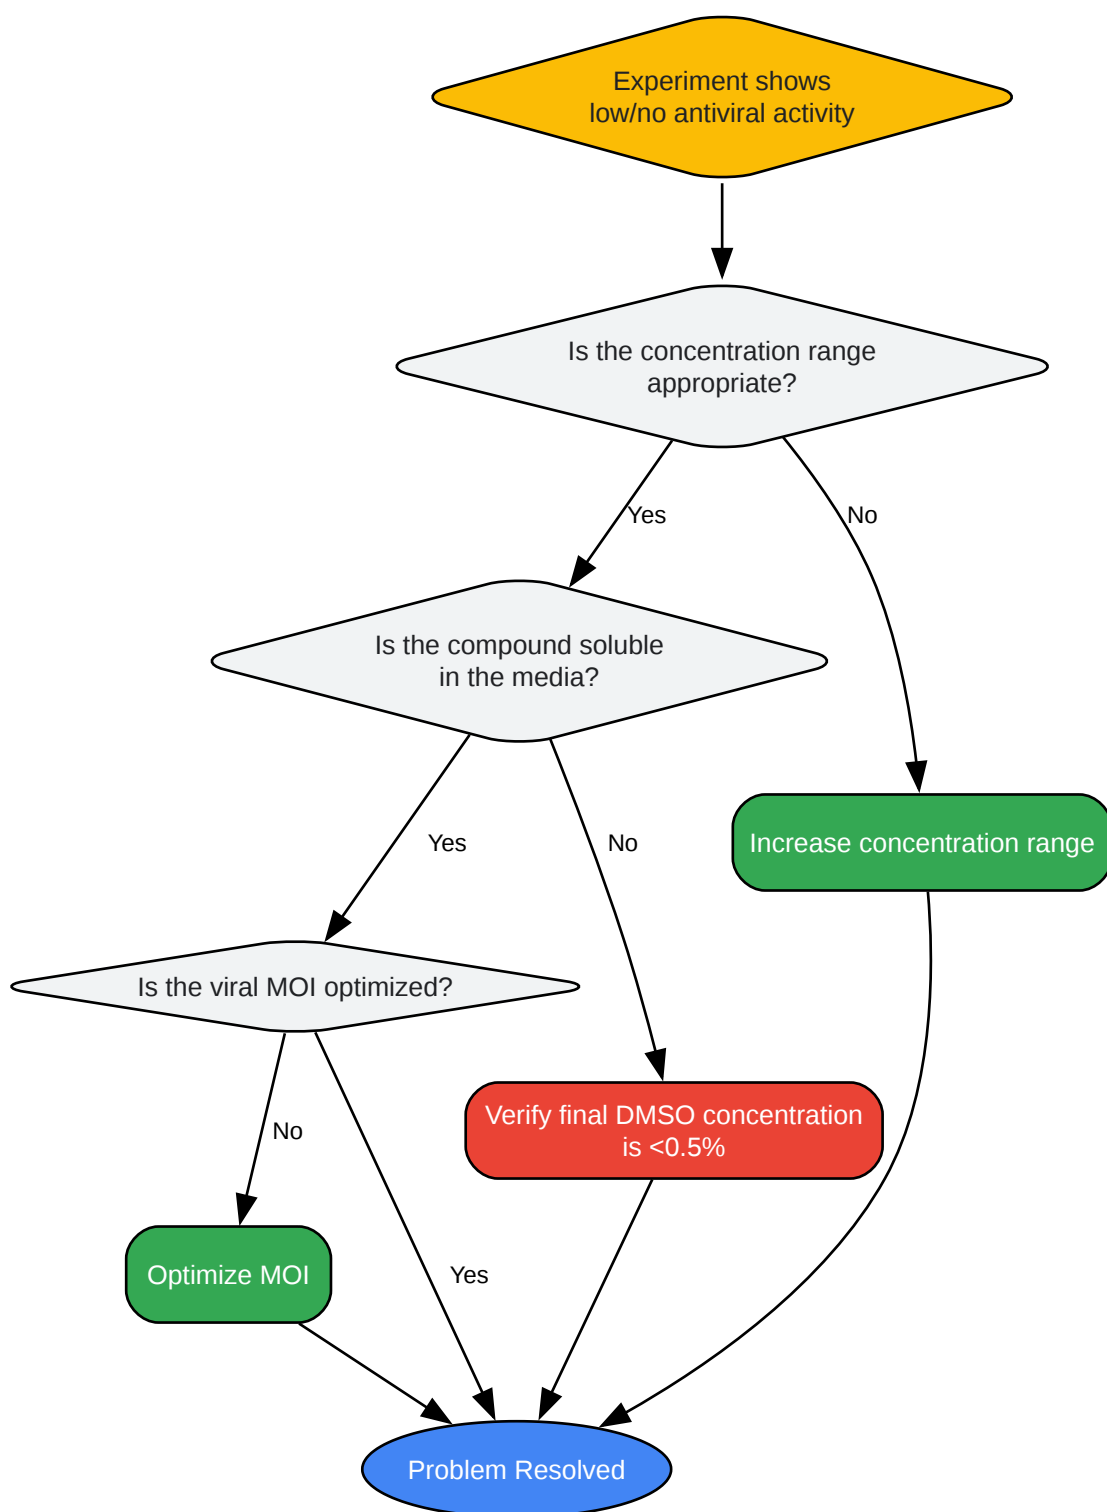 Experiment shows
low/no antiviral activity
Is the concentration range
appropriate?
Yes
No
Is the compound soluble
in the media?
Yes
No
Increase concentration range
Is the viral MOI optimized?
Verify final DMSO concentration
is <0.5%
No
Yes
Optimize MOI
Problem Resolved